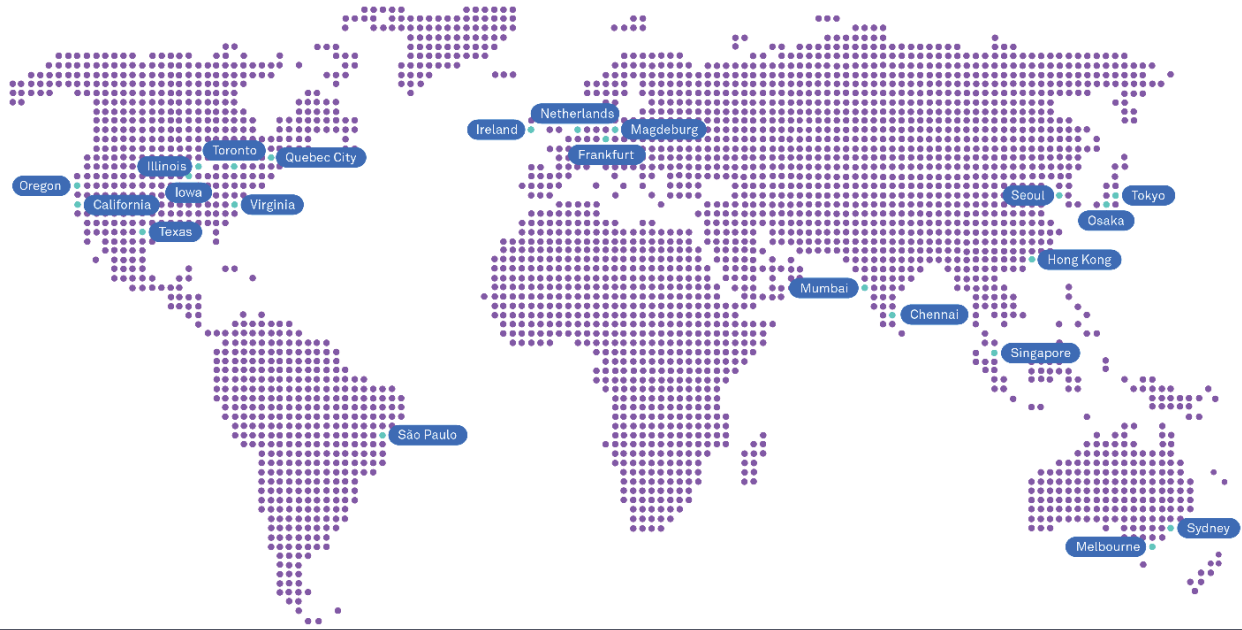 Netherlands
Ireland
Magdeburg
Toronto
Quebec City
Frankfurt
Illinois
Oregon
Iowa
Seoul
Tokyo
California
Virginia
Osaka
Texas
Hong Kong
Mumbai
Chennai
Singapore
São Paulo
Sydney
Melbourne